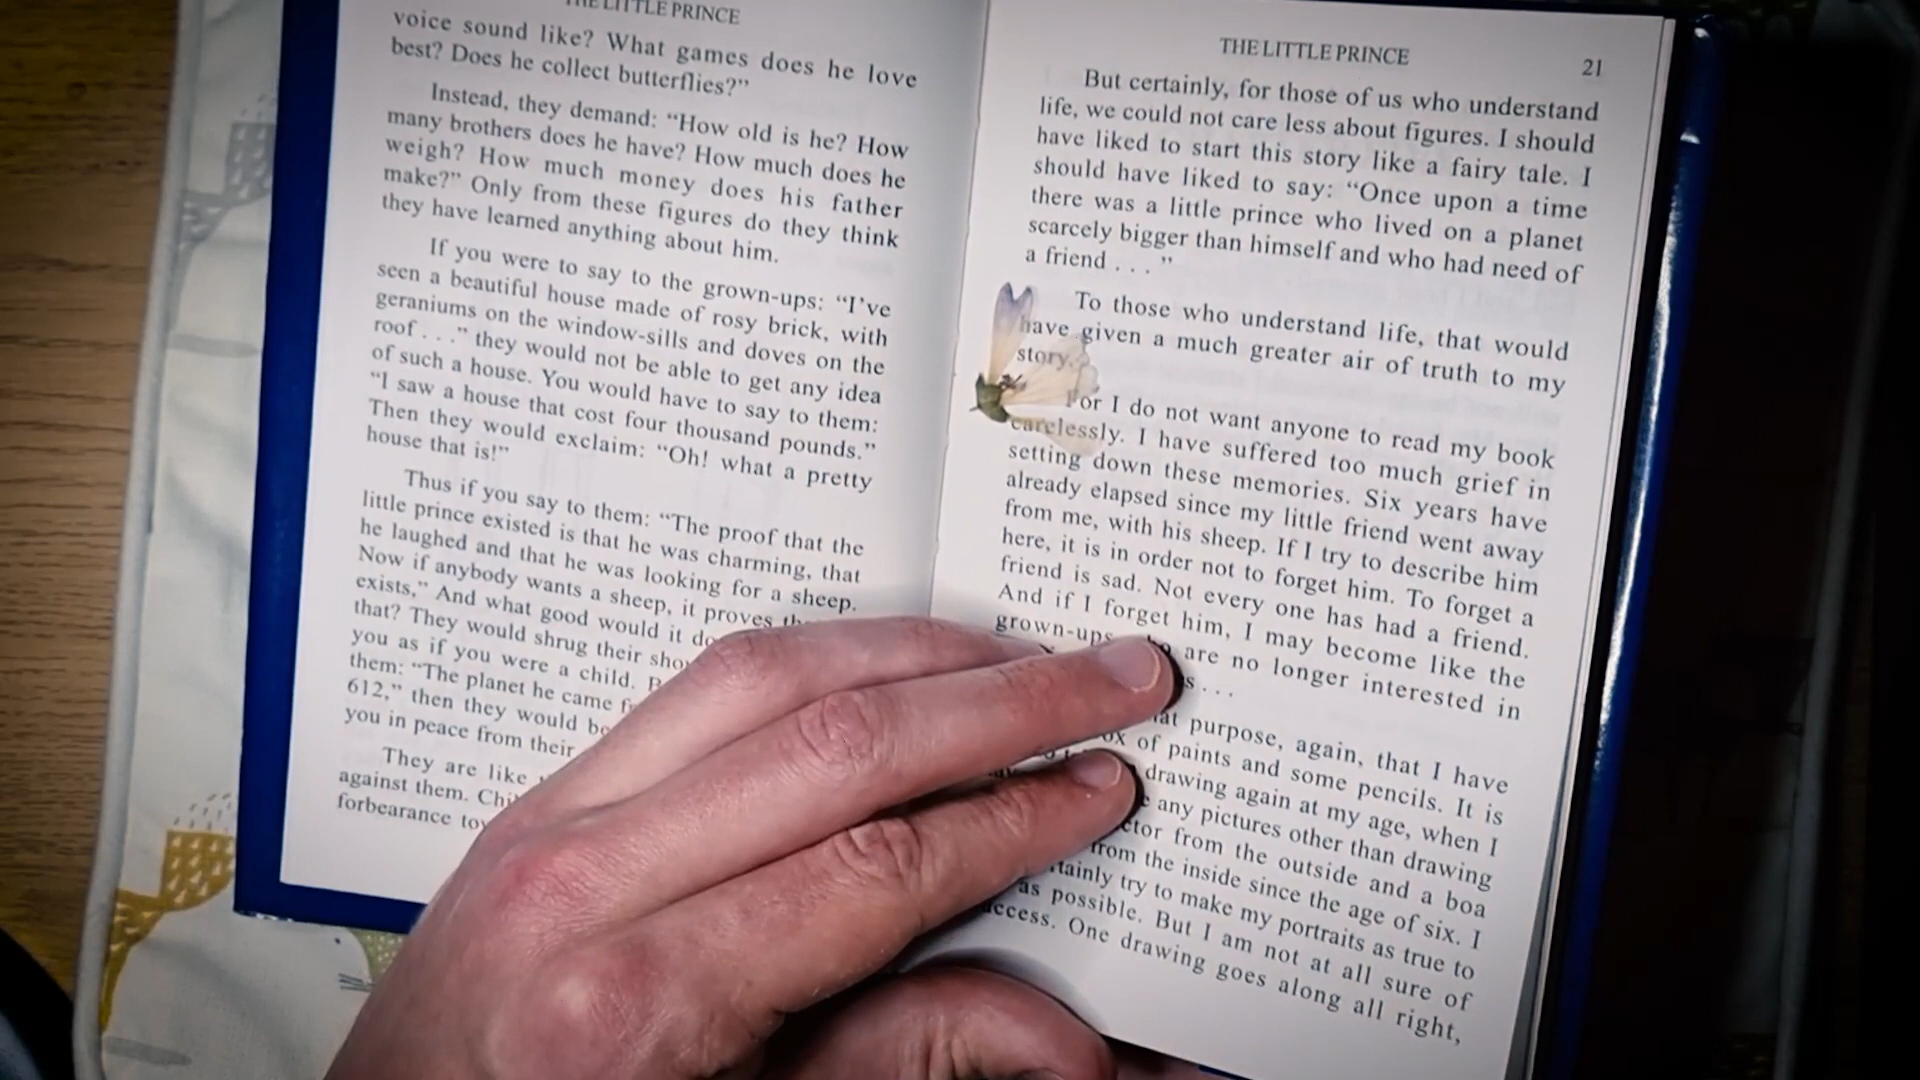 THE LITTLE PRINCE
voice sound like? What games does he love
best? Does he collect butterflies?”
Instead, they demand: “How old is he? How
many brothers does he have? How much does he
weigh? How much money does his father
make?” Only from these figures do they think
they have learned anything about him.
If you were to say to the grown-ups: “I’ve
seen a beautiful house made of rosy brick, with
geraniums on the window-sills and doves on the
roof . . .” they would not be able to get any idea
of such a house. You would have to say to them:
“I saw a house that cost four thousand pounds.”
Then they would exclaim: “Oh! what a pretty
house that is!”
Thus if you say to them: “The proof that the
little prince existed is that he was charming, that
he laughed and that he was looking for a sheep.
Now if anybody wants a sheep, it proves
exists,” And what good would it
that? They would shrug their
you as if you were a child.
them: “The planet he came
612,” then they would
you in peace from their
They are like
against them.
forbearance
THE LITTLE PRINCE 21
But certainly, for those of us who understand
life, we could not care less about figures. I should
have liked to start this story like a fairy tale. I
should have liked to say: “Once upon a time
there was a little prince who lived on a planet
scarcely bigger than himself and who had need of
a friend . . . ”
To those who understand life, that would
have given a much greater air of truth to my
story.
For I do not want anyone to read my book
carelessly. I have suffered too much grief in
setting down these memories. Six years have
already elapsed since my little friend went away
from me, with his sheep. If I try to describe him
here, it is in order not to forget him. To forget a
friend is sad. Not every one has had a friend.
And if I forget him, I may become like the
grown-ups are no longer interested in
. . .
purpose, again, that I have
of paints and some pencils. It is
drawing again at my age, when I
any pictures other than drawing
from the outside and a boa
from the inside since the age of six. I
try to make my portraits as true to
as possible. But I am not at all sure of
One drawing goes along all right,